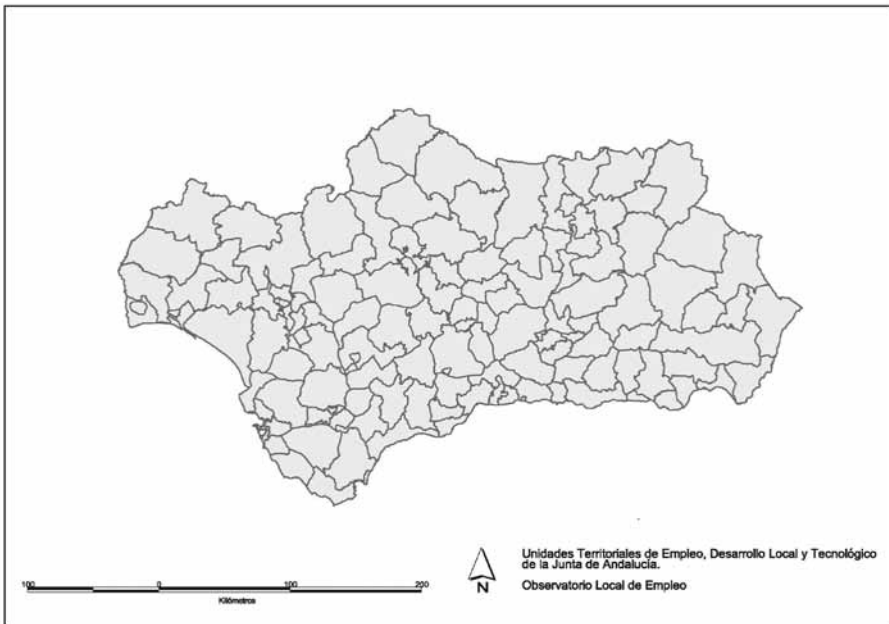 100 0 100 200
Kilómetros
N
Unidades Territoriales de Empleo, Desarrollo Local y Tecnológico
de la Junta de Andalucía.
Observatorio Local de Empleo